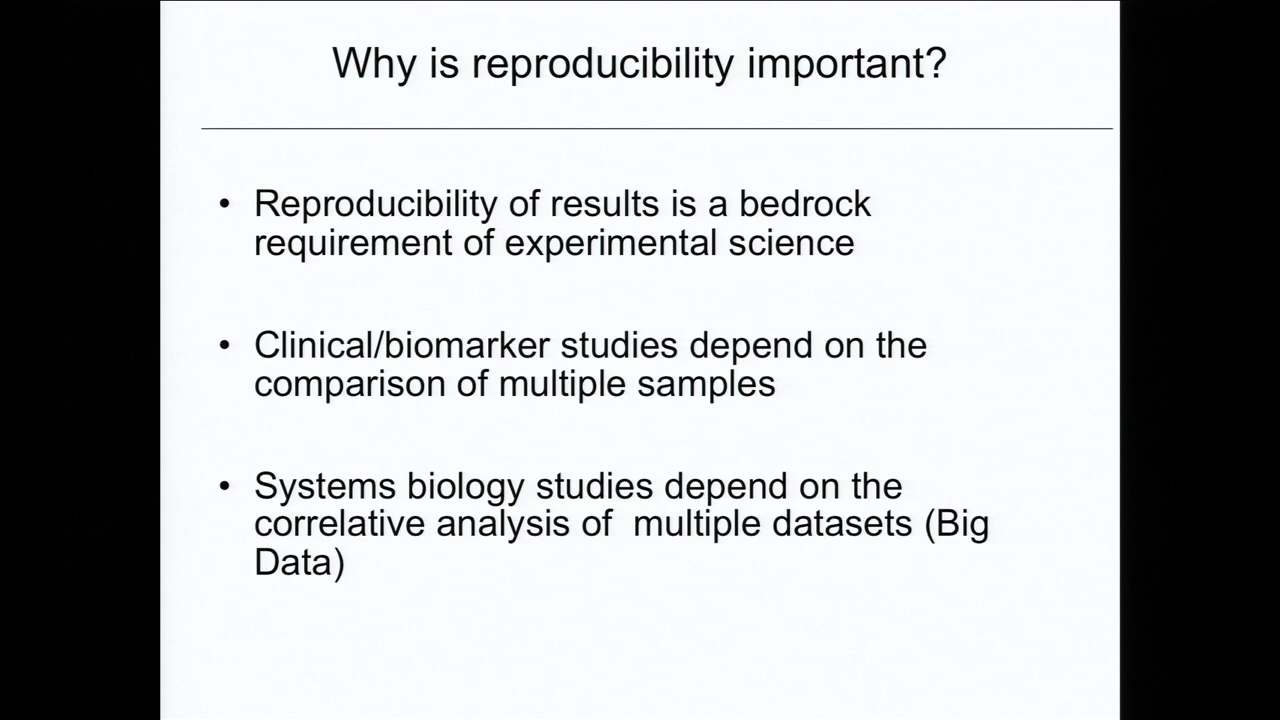 Why is reproducibility important?
• Reproducibility of results is a bedrock
requirement of experimental science
• Clinical/biomarker studies depend on the
comparison of multiple samples
• Systems biology studies depend on the
correlative analysis of  multiple datasets (Big
Data)